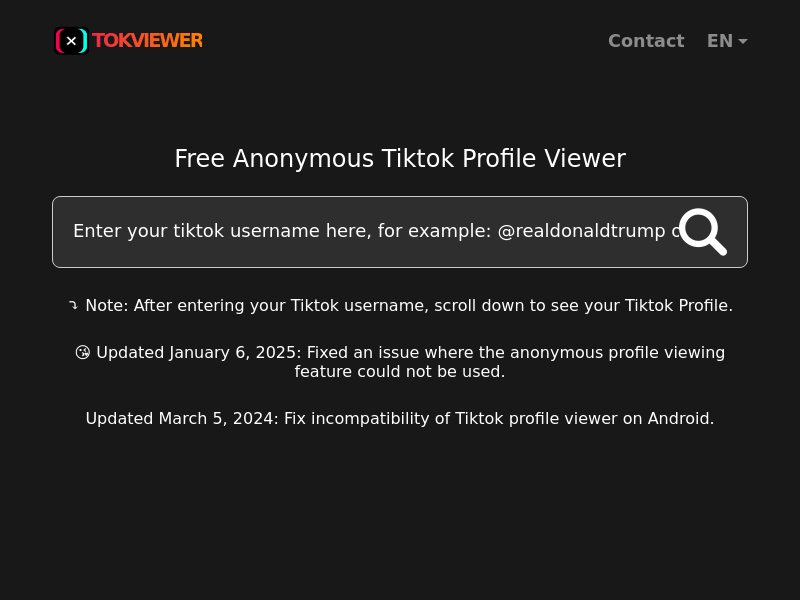 TOKVIEWER
Contact
EN
Free Anonymous Tiktok Profile Viewer
Enter your tiktok username here, for example: @realdonaldtrump
Note: After entering your Tiktok username, scroll down to see your Tiktok Profile.
😘 Updated January 6, 2025: Fixed an issue where the anonymous profile viewing
feature could not be used.
Updated March 5, 2024: Fix incompatibility of Tiktok profile viewer on Android.